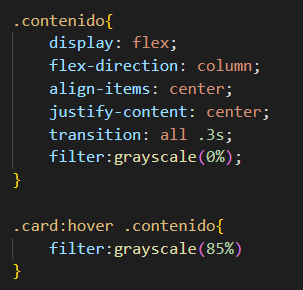 .contenido{
    display: flex;
    flex-direction: column;
    align-items: center;
    justify-content: center;
    transition: all .3s;
    filter:grayscale(0%);
}

.card:hover .contenido{
    filter:grayscale(85%)
}